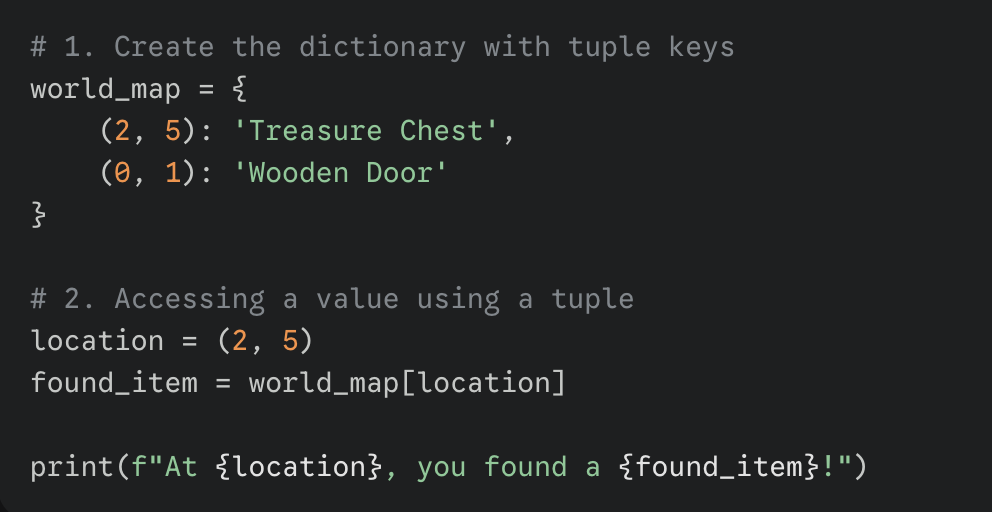 # 1. Create the dictionary with tuple keys
world_map = {
    (2, 5): 'Treasure Chest',
    (0, 1): 'Wooden Door'
}

# 2. Accessing a value using a tuple
location = (2, 5)
found_item = world_map[location]

print(f"At {location}, you found a {found_item}!")